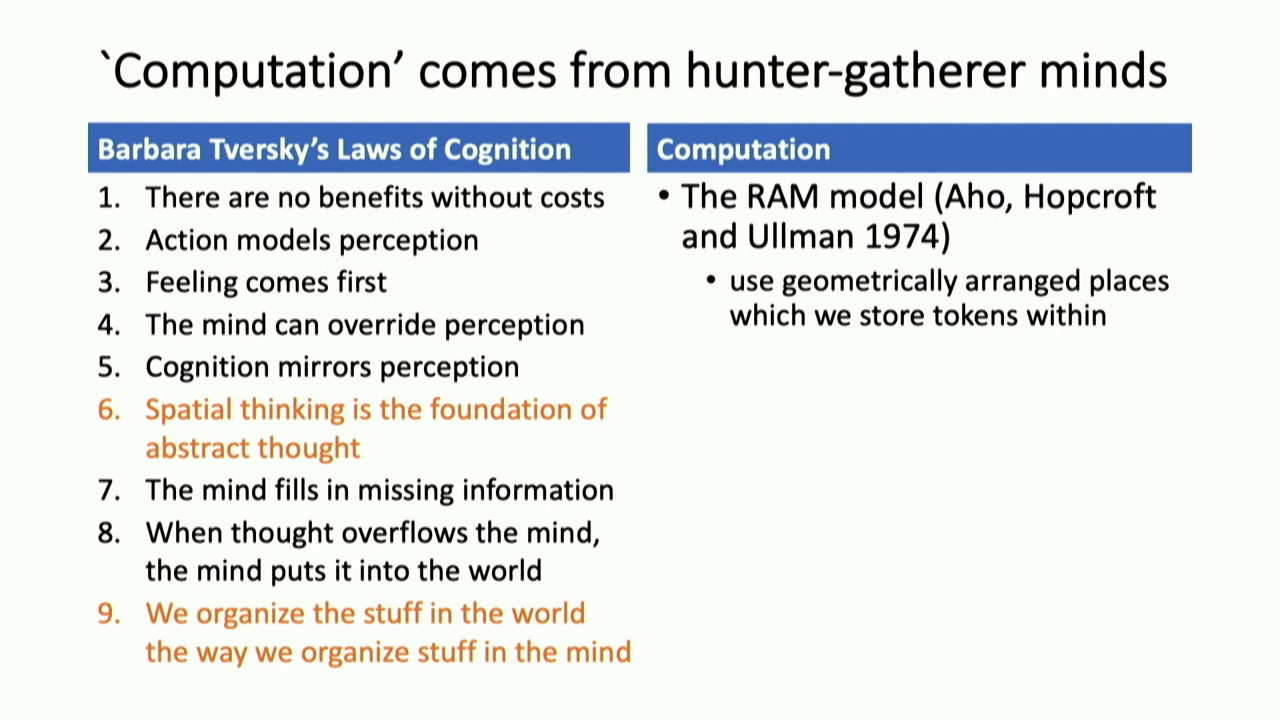 `Computation’ comes from hunter-gatherer minds
Barbara Tversky’s Laws of Cognition
1. There are no benefits without costs
2. Action models perception
3. Feeling comes first
4. The mind can override perception
5. Cognition mirrors perception
6. Spatial thinking is the foundation of
abstract thought
7. The mind fills in missing information
8. When thought overflows the mind,
the mind puts it into the world
9. We organize the stuff in the world
the way we organize stuff in the mind
Computation
• The RAM model (Aho, Hopcroft
and Ullman 1974)
• use geometrically arranged places
which we store tokens within